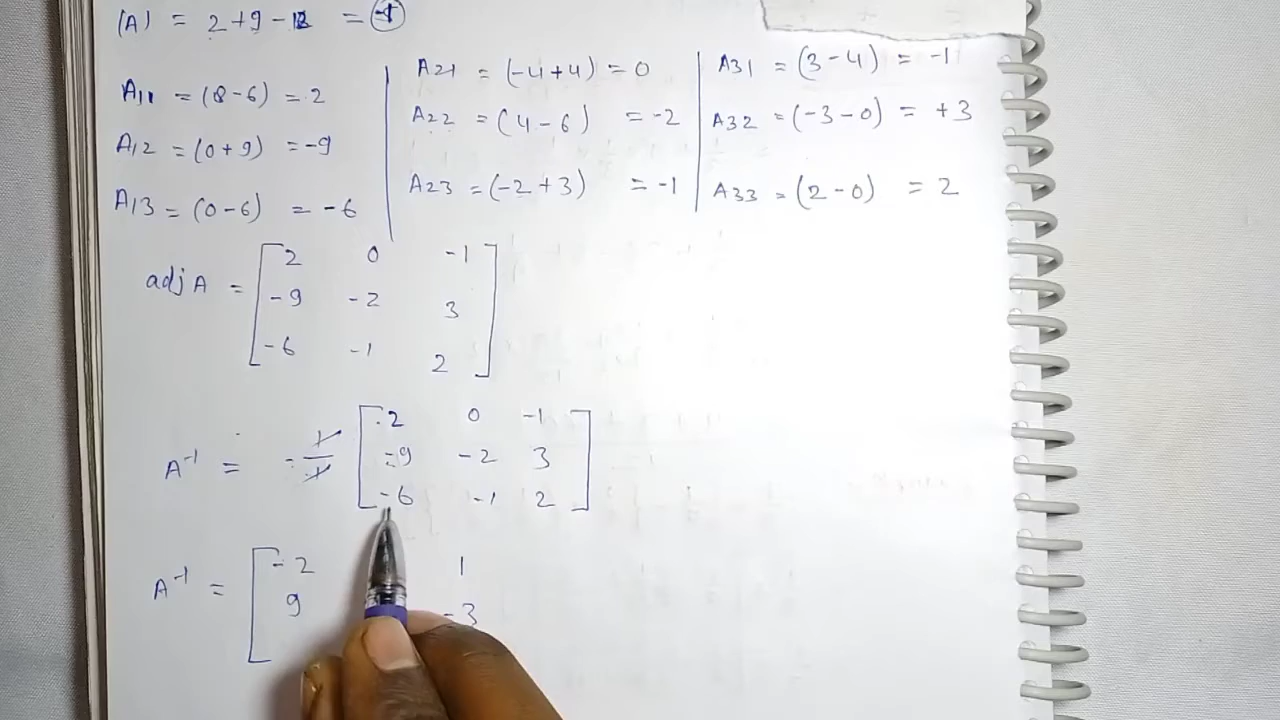 (A) = 2+9-12 = -1
A11 = (8-6) = 2
A12 = (0+9) = -9
A13 = (0-6) = -6
A21 = (-4+4) = 0
A22 = (4-6) = -2
A23 = (-2+3) = -1
A31 = (3-4) = -1
A32 = (-3-0) = +3
A33 = (2-0) = 2
adj A = [ 2 0 -1
-9 -2 3
-6 -1 2 ]
A⁻¹ = -1/1 [ 2 0 -1
-9 -2 3
-6 -1 2 ]
A⁻¹ = [ -2 1
9 -3